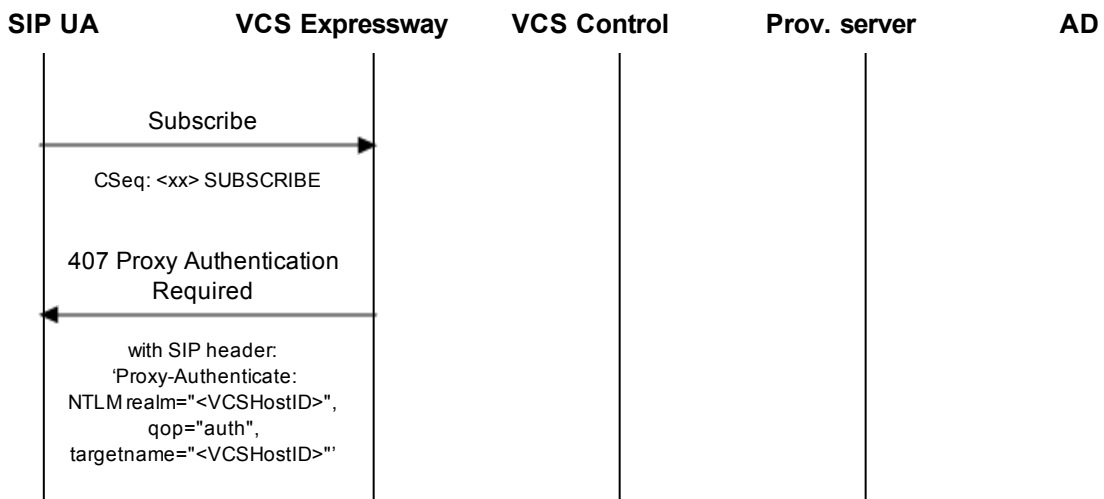 SIP UA VCS Expressway VCS Control Prov. server AD
Subscribe
CSeq: <xx> SUBSCRIBE
407 Proxy Authentication
Required
with SIP header:
‘Proxy-Authenticate:
NTLM realm="<VCSHostID>",
qop="auth",
targetname="<VCSHostID>"’